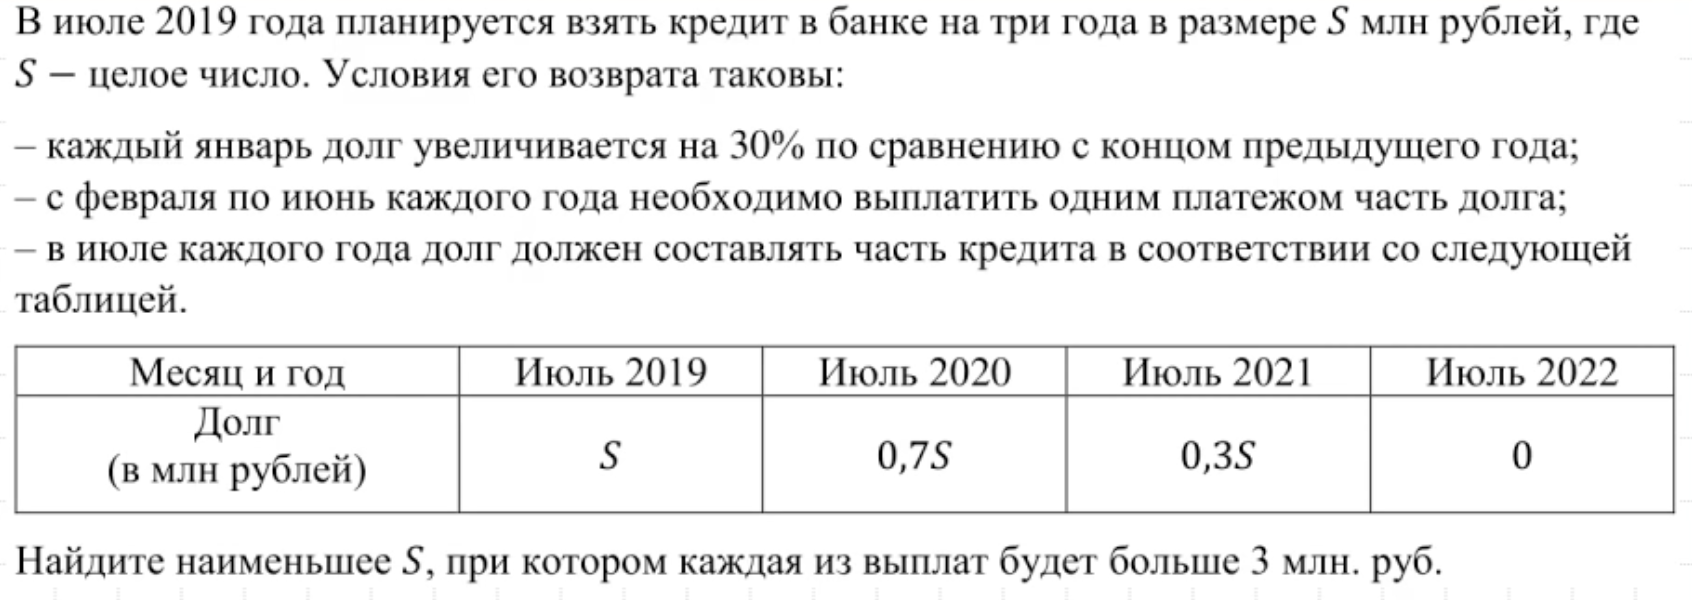 В июле 2019 года планируется взять кредит в банке на три года в размере S млн рублей, где
S − целое число. Условия его возврата таковы:
– каждый январь долг увеличивается на 30% по сравнению с концом предыдущего года;
– с февраля по июнь каждого года необходимо выплатить одним платежом часть долга;
– в июле каждого года долг должен составлять часть кредита в соответствии со следующей
таблицей.
Месяц и год Июль 2019 Июль 2020 Июль 2021 Июль 2022
Долг
(в млн рублей) S 0,7S 0,3S 0
Найдите наименьшее S, при котором каждая из выплат будет больше 3 млн. руб.